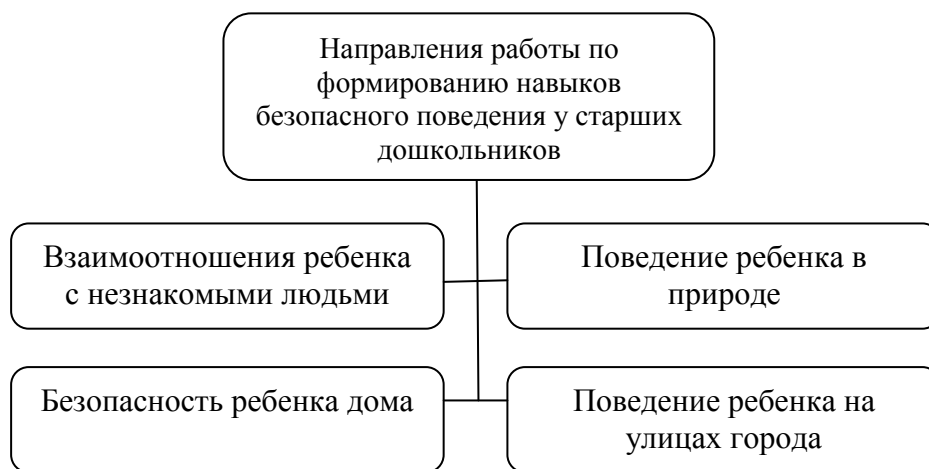 Направления работы по
формированию навыков
безопасного поведения у старших
дошкольников
Взаимоотношения ребенка
с незнакомыми людьми
Поведение ребенка в
природе
Безопасность ребенка дома
Поведение ребенка на
улицах города